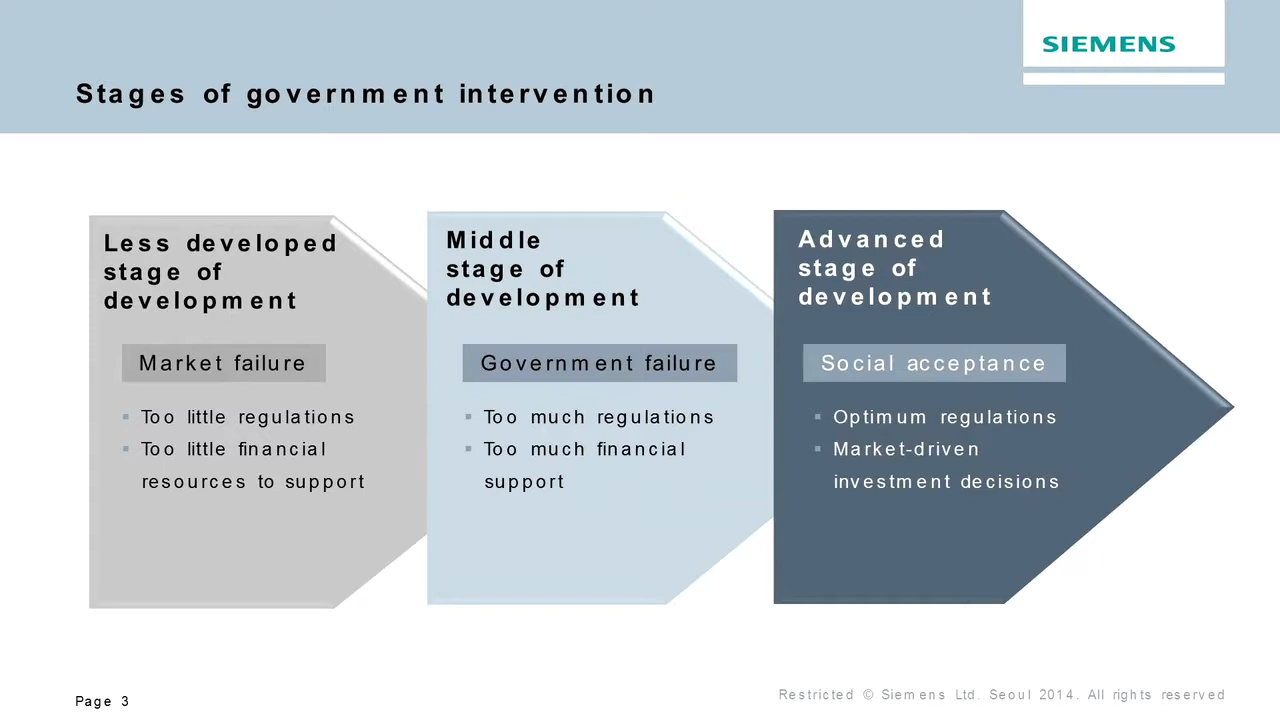 SIEMENS
Stages of government intervention
Less developed
stage of
development
Market failure
▪ Too little regulations
▪ Too little financial
resources to support
Middle
stage of
development
Government failure
▪ Too much regulations
▪ Too much financial
support
Advanced
stage of
development
Social acceptance
▪ Optimum regulations
▪ Market-driven
investment decisions
Page 3
Restricted © Siemens Ltd. Seoul 2014. All rights reserved